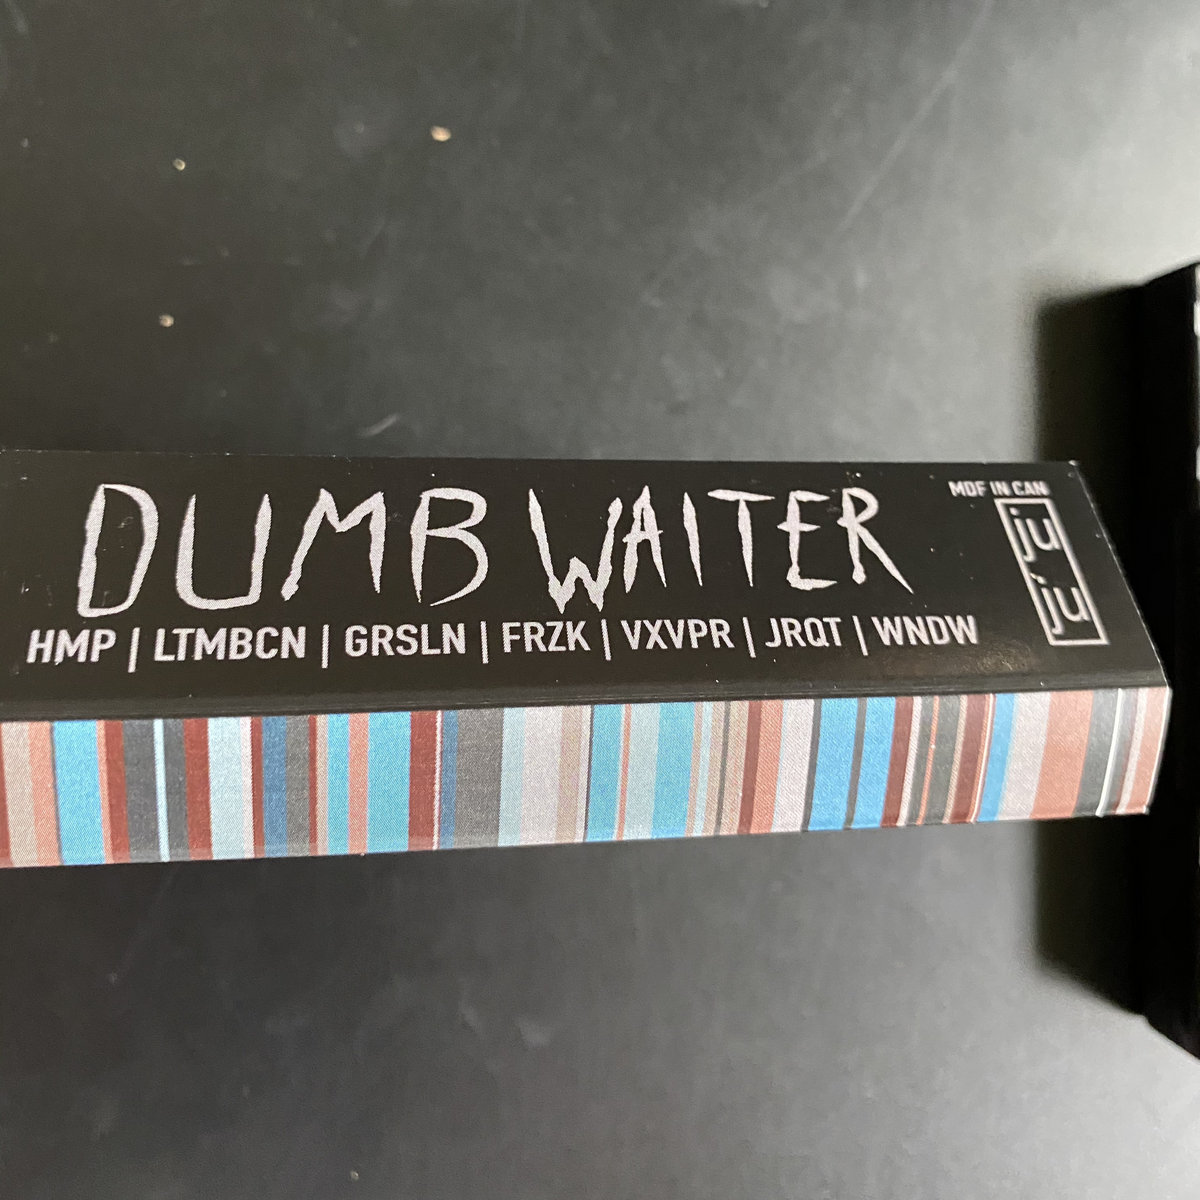 DUMB WAITER
HMP | LTMBCN | GRSLN | FRZK | VXVPR | JRQT | WNDW
MDF IN CAN
ju
ju